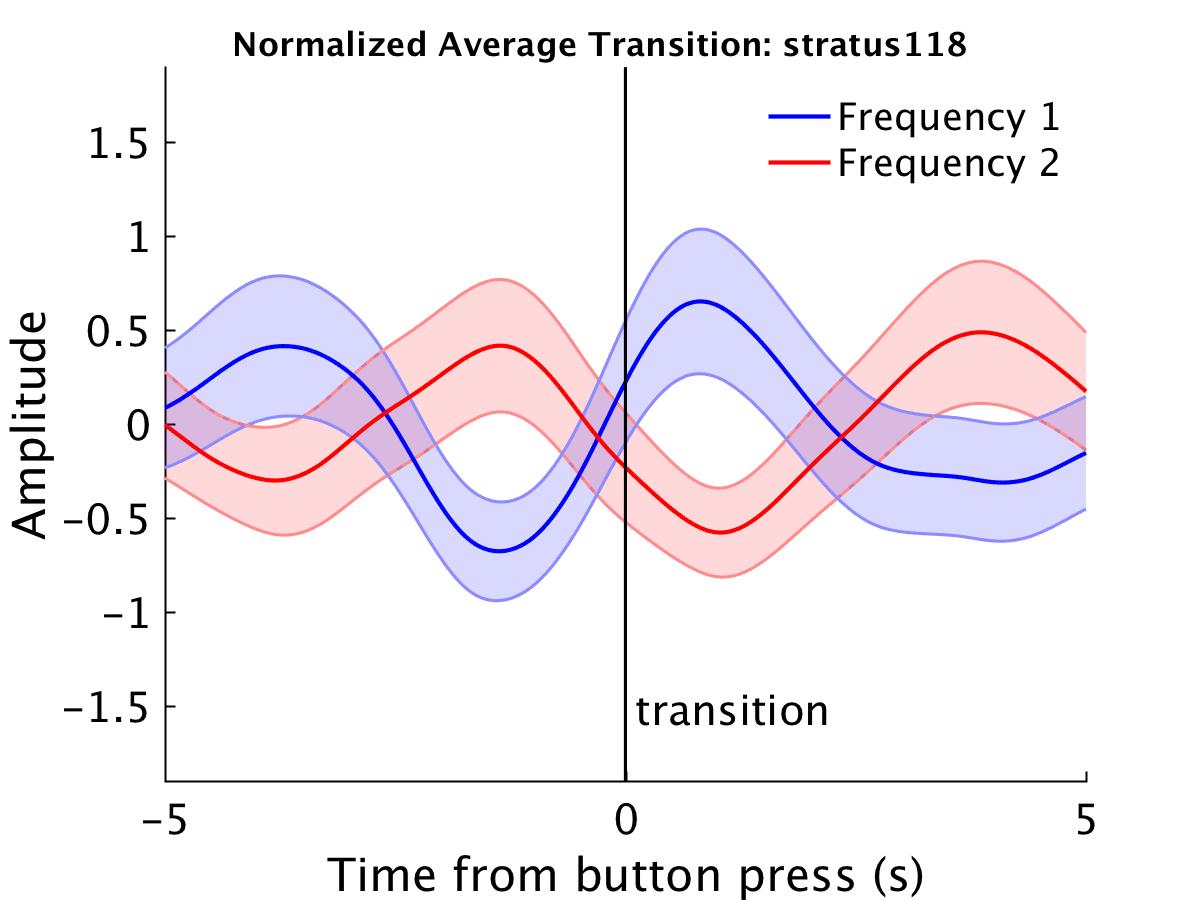 Normalized Average Transition: stratus118
Frequency 1
Frequency 2
1.5
1
0.5
0
−0.5
−1
−1.5
Amplitude
transition
−5
0
5
Time from button press (s)